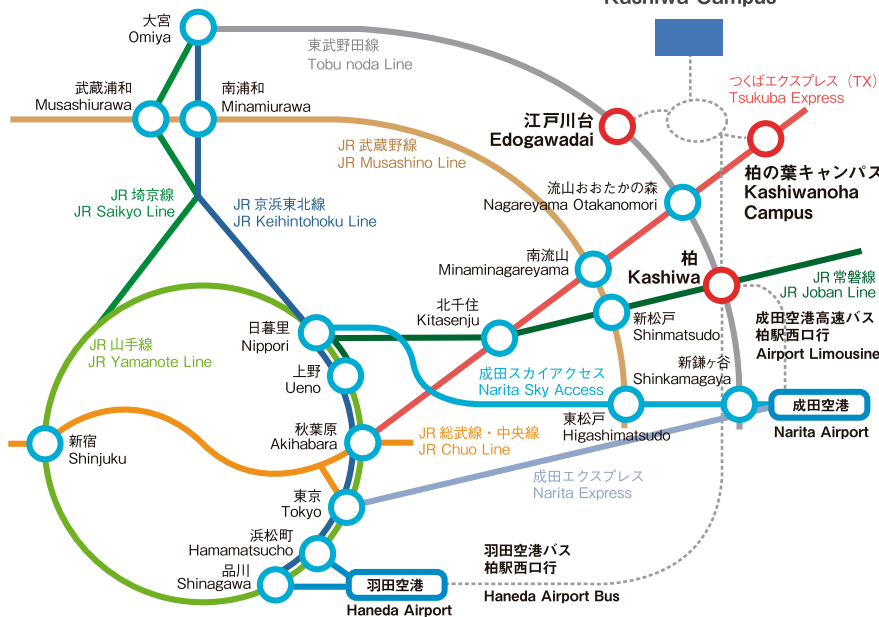 Kashiwa Campus
大宮
Omiya
東武野田線
Tobu noda Line
つくばエクスプレス（TX）
Tsukuba Express
武蔵浦和
Musashiurawa
南浦和
Minamiurawa
江戸川台
Edogawadai
JR 武蔵野線
JR Musashino Line
柏の葉キャンパス
Kashiwanoha
Campus
流山おおたかの森
Nagareyama Otakanomori
JR 埼京線
JR Saikyo Line
JR 京浜東北線
JR Keihintohoku Line
南流山
Minaminagareyama
柏
Kashiwa
JR 常磐線
JR Joban Line
北千住
Kitasenju
日暮里
Nippori
新松戸
Shinmatsudo
成田空港高速バス
柏駅西口行
Airport Limousine
JR 山手線
JR Yamanote Line
上野
Ueno
成田スカイアクセス
Narita Sky Access
新鎌ヶ谷
Shinkamagaya
成田空港
Narita Airport
東松戸
Higashimatsudo
秋葉原
Akihabara
JR 総武線・中央線
JR Chuo Line
新宿
Shinjuku
成田エクスプレス
Narita Express
東京
Tokyo
浜松町
Hamamatsucho
品川
Shinagawa
羽田空港
Haneda Airport
羽田空港バス
柏駅西口行
Haneda Airport Bus